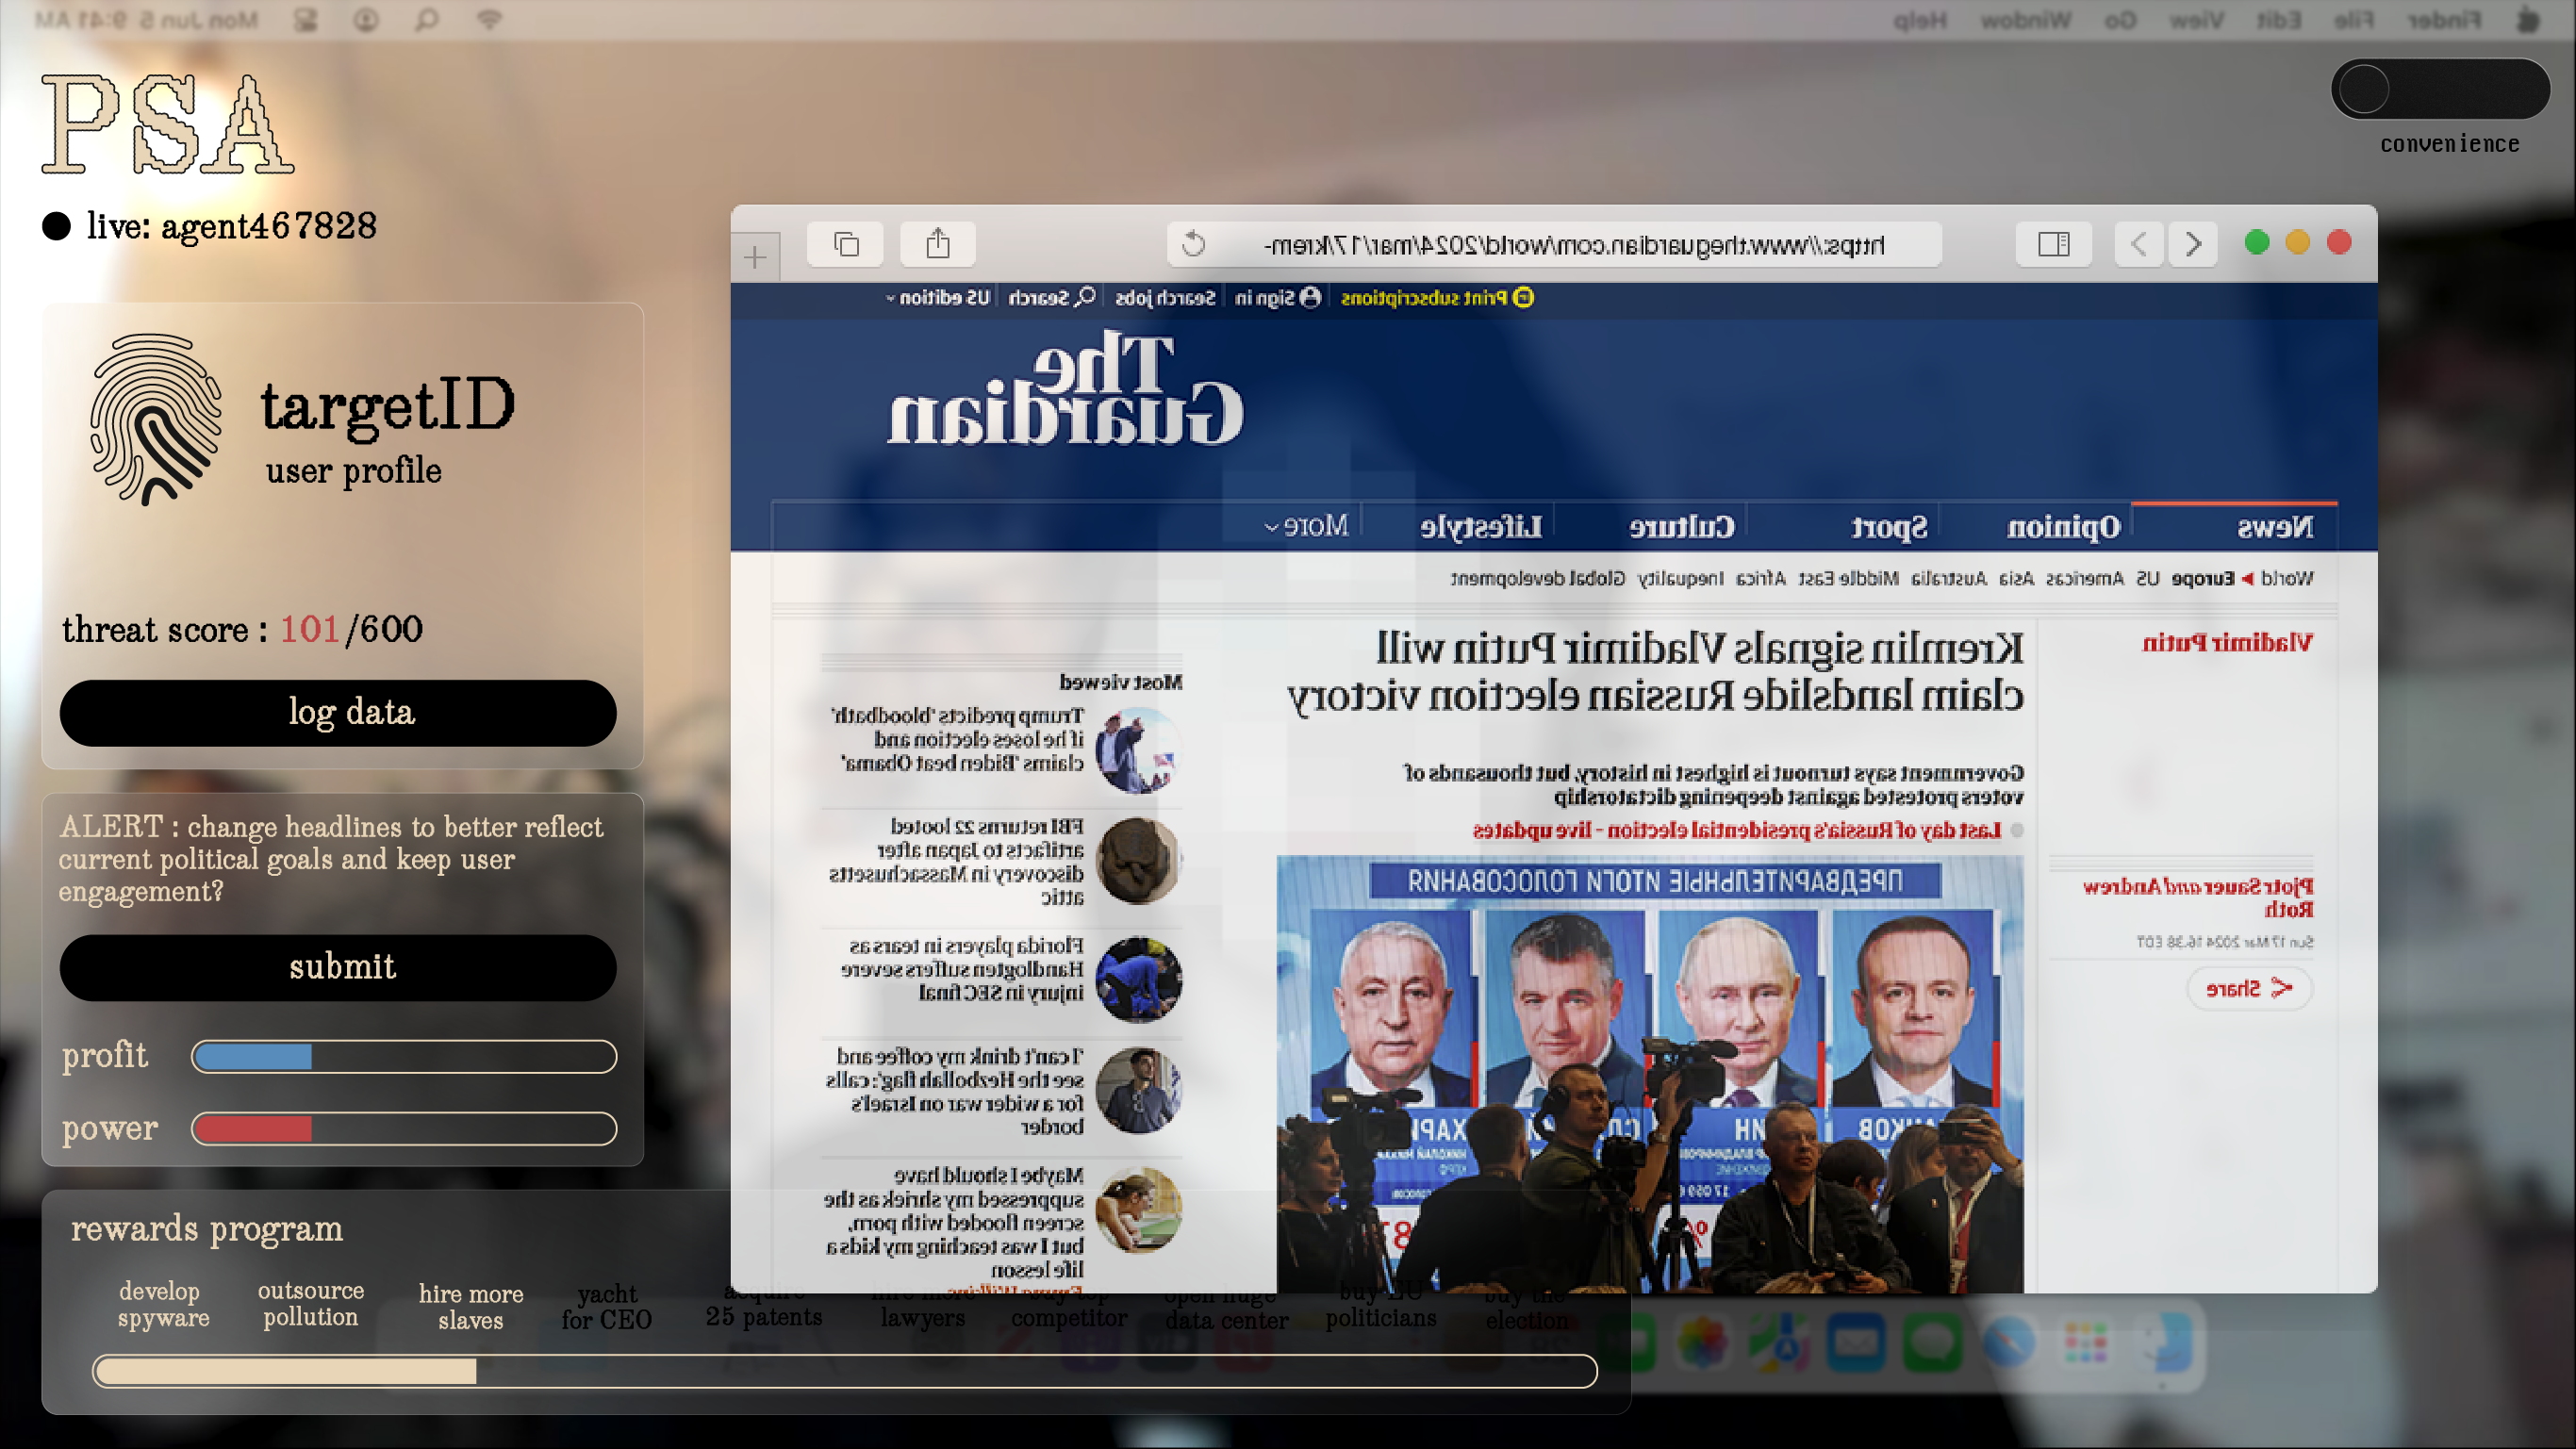 Finder File Edit View Go Window Help
Mon Jun 5 9:41 AM
PSA
convenience
live: agent467828
targetID
user profile
threat score : 101/600
log data
ALERT : change headlines to better reflect
current political goals and keep user
engagement?
submit
profit
power
rewards program
develop
spyware
outsource
pollution
hire more
slaves
yacht
for CEO
acquire
25 patents
hire more
lawyers
competitor
open huge
data center
buy EU
politicians
buy the
election
https://www.theguardian.com/world/2024/mar/17/krem-
Print subscriptions
Sign in
Search jobs
Search
US edition
The
Guardian
News
Opinion
Sport
Culture
Lifestyle
More
World Europe US Americas Asia Australia Middle East Africa Inequality Global development
Vladimir Putin
Kremlin signals Vladimir Putin will
claim landslide Russian election victory
Government says turnout is highest in history, but thousands of
voters protested against deepening dictatorship
Last day of Russia's presidential election - live updates
ПРЕДВАРИТЕЛЬНЫЕ ИТОГИ ГОЛОСОВАНИЯ
Pjotr Sauer and Andrew
Roth
Sun 17 Mar 2024 16.38 EDT
Share
Most viewed
Trump predicts 'bloodbath'
if he loses election and
claims 'Biden beat Obama'
FBI returns 22 looted
artifacts to Japan after
discovery in Massachusetts
attic
Florida players in tears as
Handlogten suffers severe
injury in SEC final
'I can't drink my coffee and
see the Hezbollah flag': calls
for a wider war on Israel's
border
Maybe I should have
suppressed my shriek as the
screen flooded with porn,
but I was teaching my kids a
life lesson